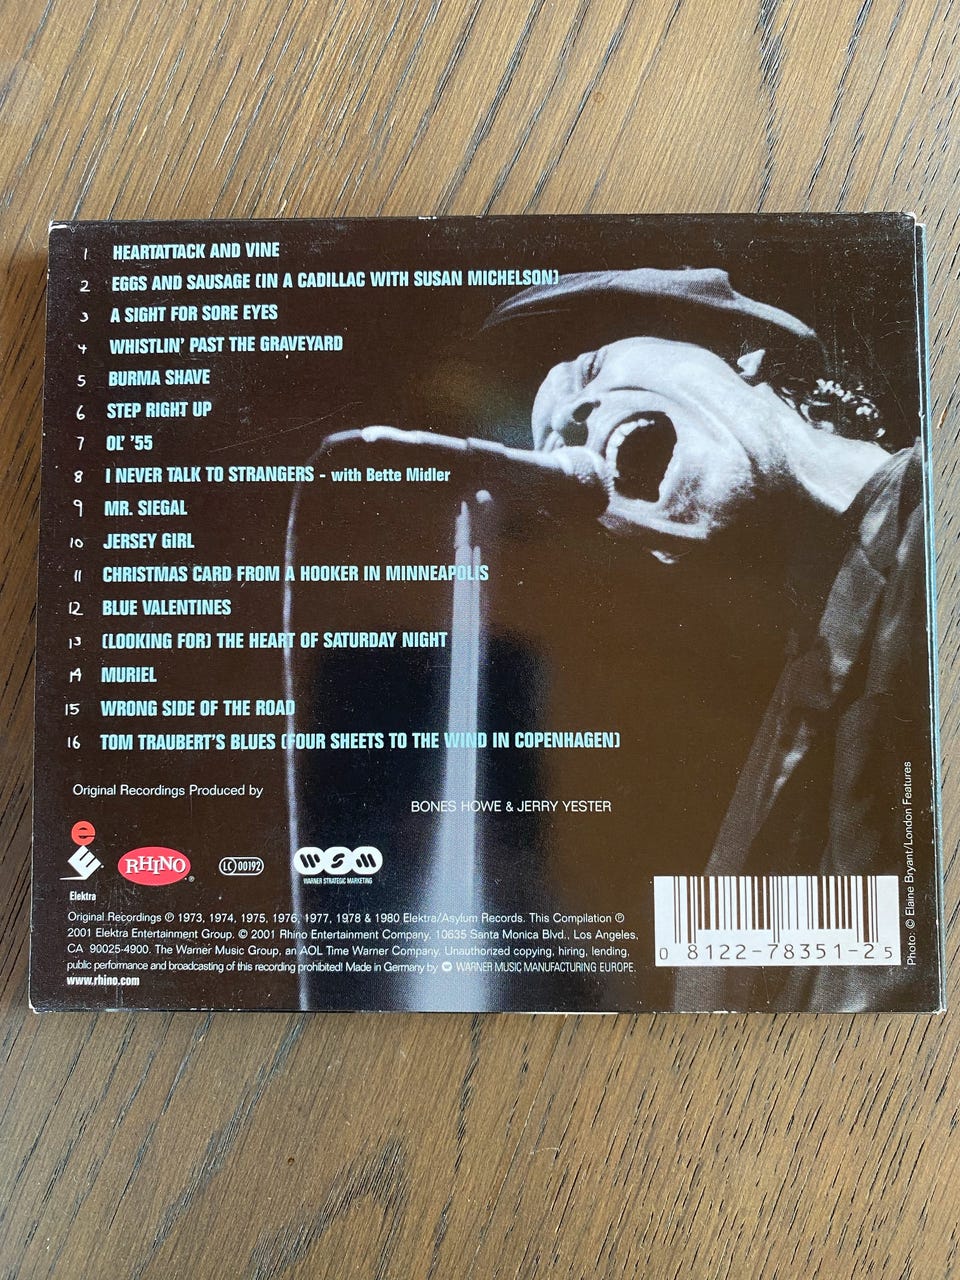 1 HEARTATTACK AND VINE
2 EGGS AND SAUSAGE (IN A CADILLAC WITH SUSAN MICHELSON)
3 A SIGHT FOR SORE EYES
4 WHISTLIN' PAST THE GRAVEYARD
5 BURMA SHAVE
6 STEP RIGHT UP
7 OL' '55
8 I NEVER TALK TO STRANGERS - with Bette Midler
9 MR. SIEGAL
10 JERSEY GIRL
11 CHRISTMAS CARD FROM A HOOKER IN MINNEAPOLIS
12 BLUE VALENTINES
13 (LOOKING FOR) THE HEART OF SATURDAY NIGHT
14 MURIEL
15 WRONG SIDE OF THE ROAD
16 TOM TRAUBERT'S BLUES (FOUR SHEETS TO THE WIND IN COPENHAGEN)
Original Recordings Produced by
BONES HOWE & JERRY YESTER
e
Elektra
RHINO ®
LC 00192
WSM
WARNER STRATEGIC MARKETING
Original Recordings ℗ 1973, 1974, 1975, 1976, 1977, 1978 & 1980 Elektra/Asylum Records. This Compilation ℗
2001 Elektra Entertainment Group. © 2001 Rhino Entertainment Company, 10635 Santa Monica Blvd., Los Angeles,
CA 90025-4900. The Warner Music Group, an AOL Time Warner Company. Unauthorized copying, hiring, lending,
public performance and broadcasting of this recording prohibited! Made in Germany by WARNER MUSIC MANUFACTURING EUROPE.
www.rhino.com
0 81122-78351-2 5
Photo: © Elaine Bryant/London Features